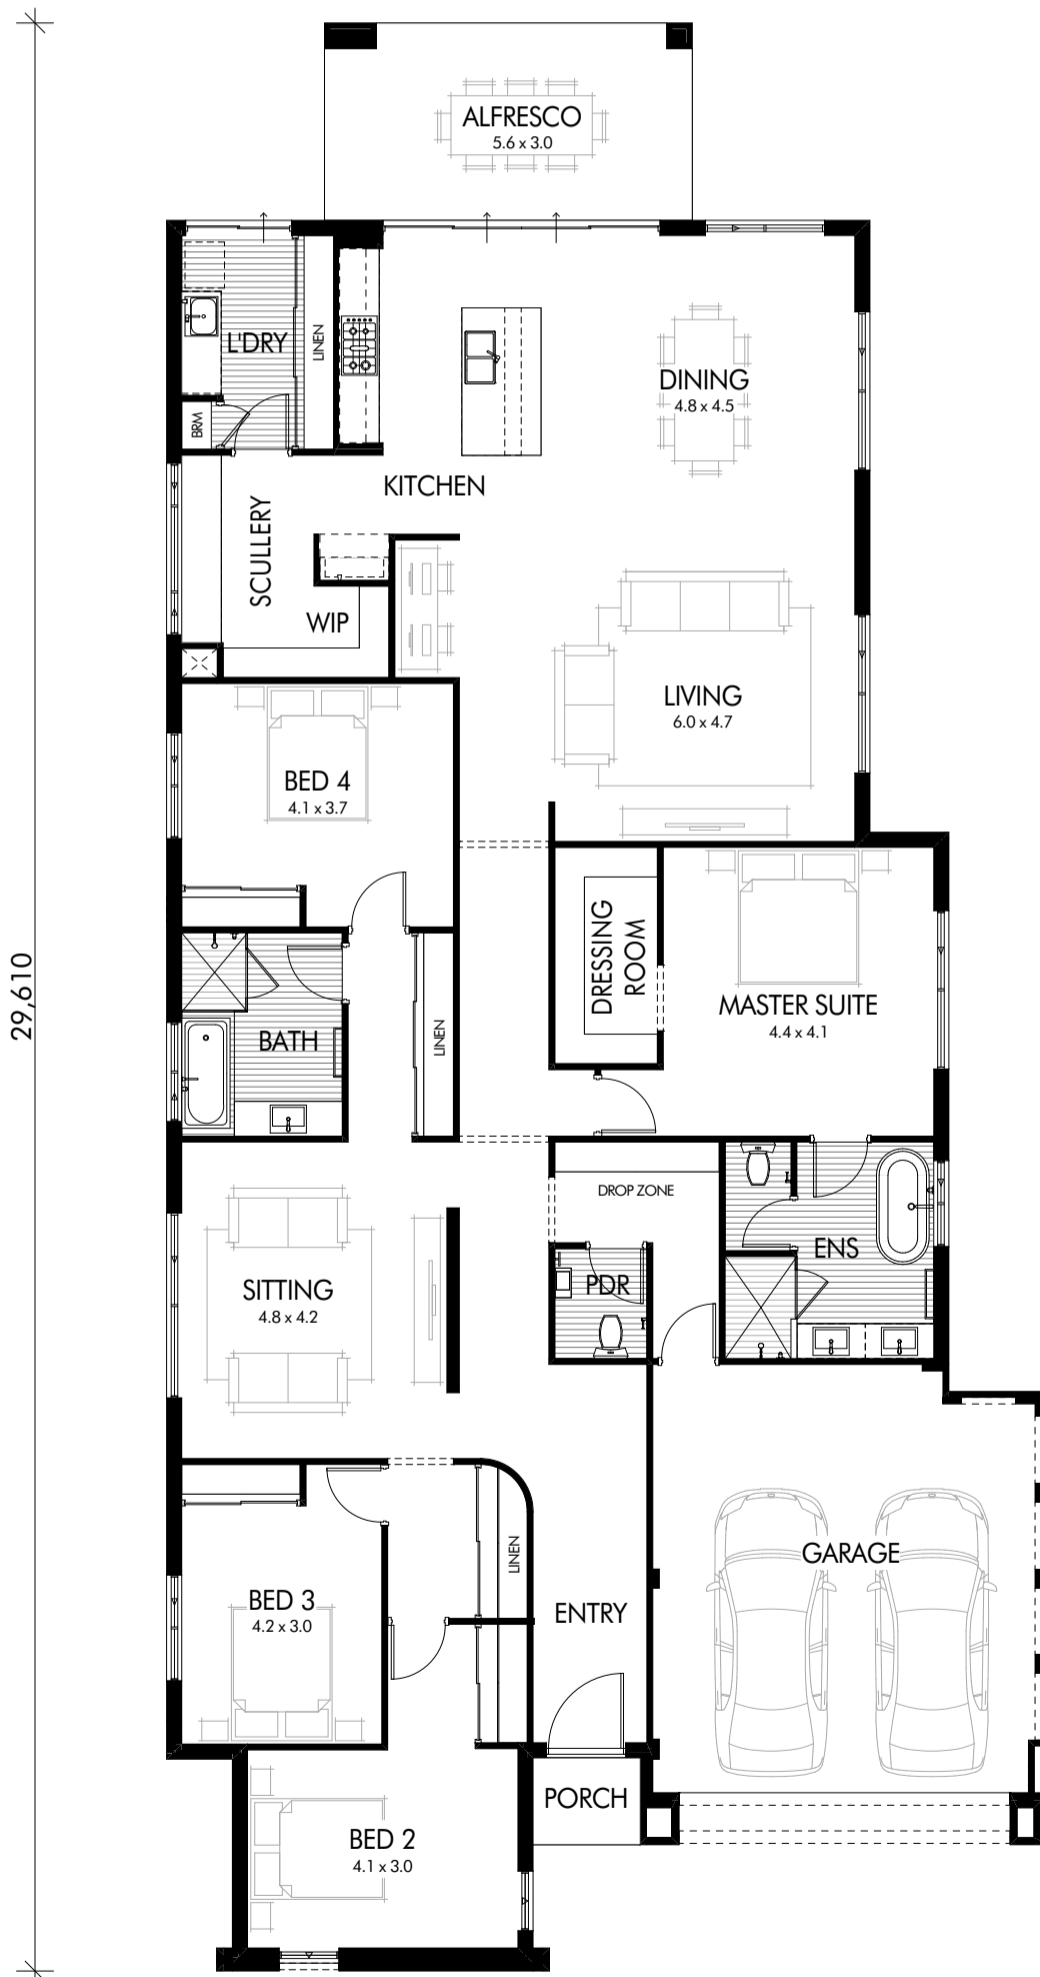 ALFRESCO
5.6 x 3.0
L'DRY
LINEN
BRM
DINING
4.8 x 4.5
KITCHEN
SCULLERY
WIP
LIVING
6.0 x 4.7
BED 4
4.1 x 3.7
29,610
DRESSING
ROOM
MASTER SUITE
4.4 x 4.1
BATH
LINEN
DROP ZONE
ENS
SITTING
4.8 x 4.2
PDR
GARAGE
LINEN
BED 3
4.2 x 3.0
ENTRY
PORCH
BED 2
4.1 x 3.0